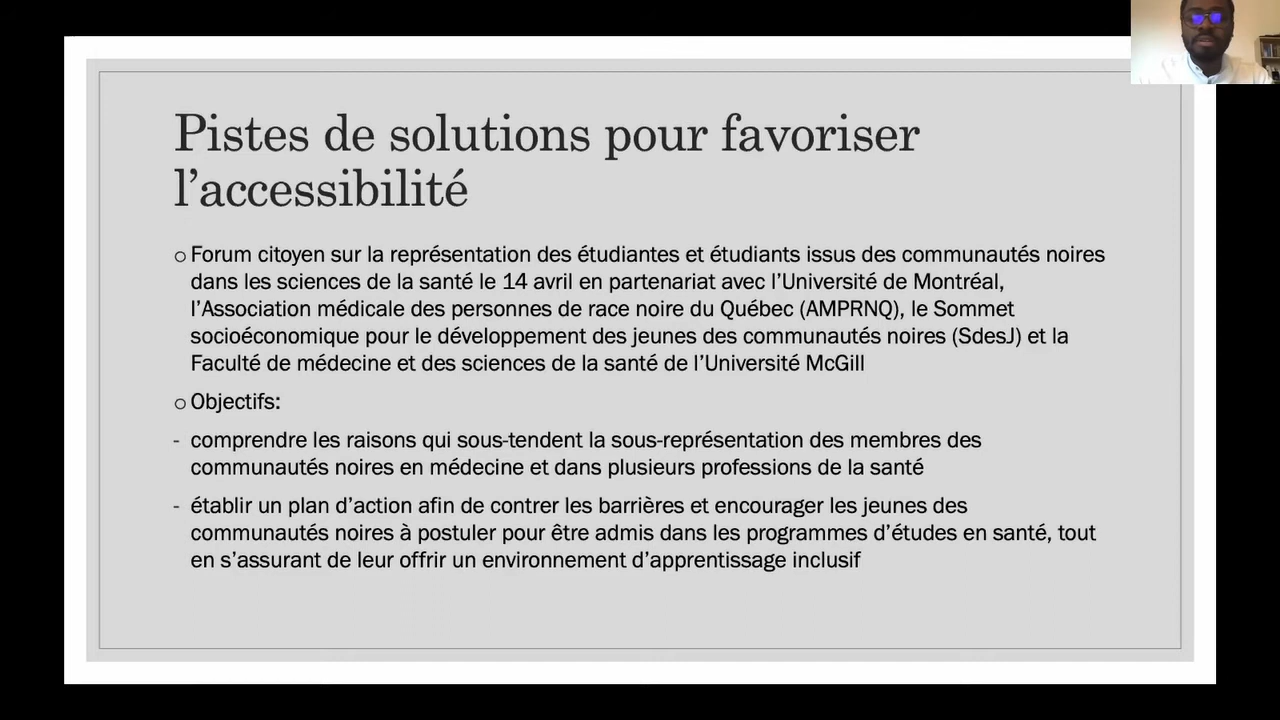 Pistes de solutions pour favoriser
l’accessibilité
o Forum citoyen sur la représentation des étudiantes et étudiants issus des communautés noires
dans les sciences de la santé le 14 avril en partenariat avec l’Université de Montréal,
l’Association médicale des personnes de race noire du Québec (AMPRNQ), le Sommet
socioéconomique pour le développement des jeunes des communautés noires (SdesJ) et la
Faculté de médecine et des sciences de la santé de l’Université McGill
o Objectifs:
- comprendre les raisons qui sous-tendent la sous-représentation des membres des
communautés noires en médecine et dans plusieurs professions de la santé
- établir un plan d’action afin de contrer les barrières et encourager les jeunes des
communautés noires à postuler pour être admis dans les programmes d’études en santé, tout
en s’assurant de leur offrir un environnement d’apprentissage inclusif